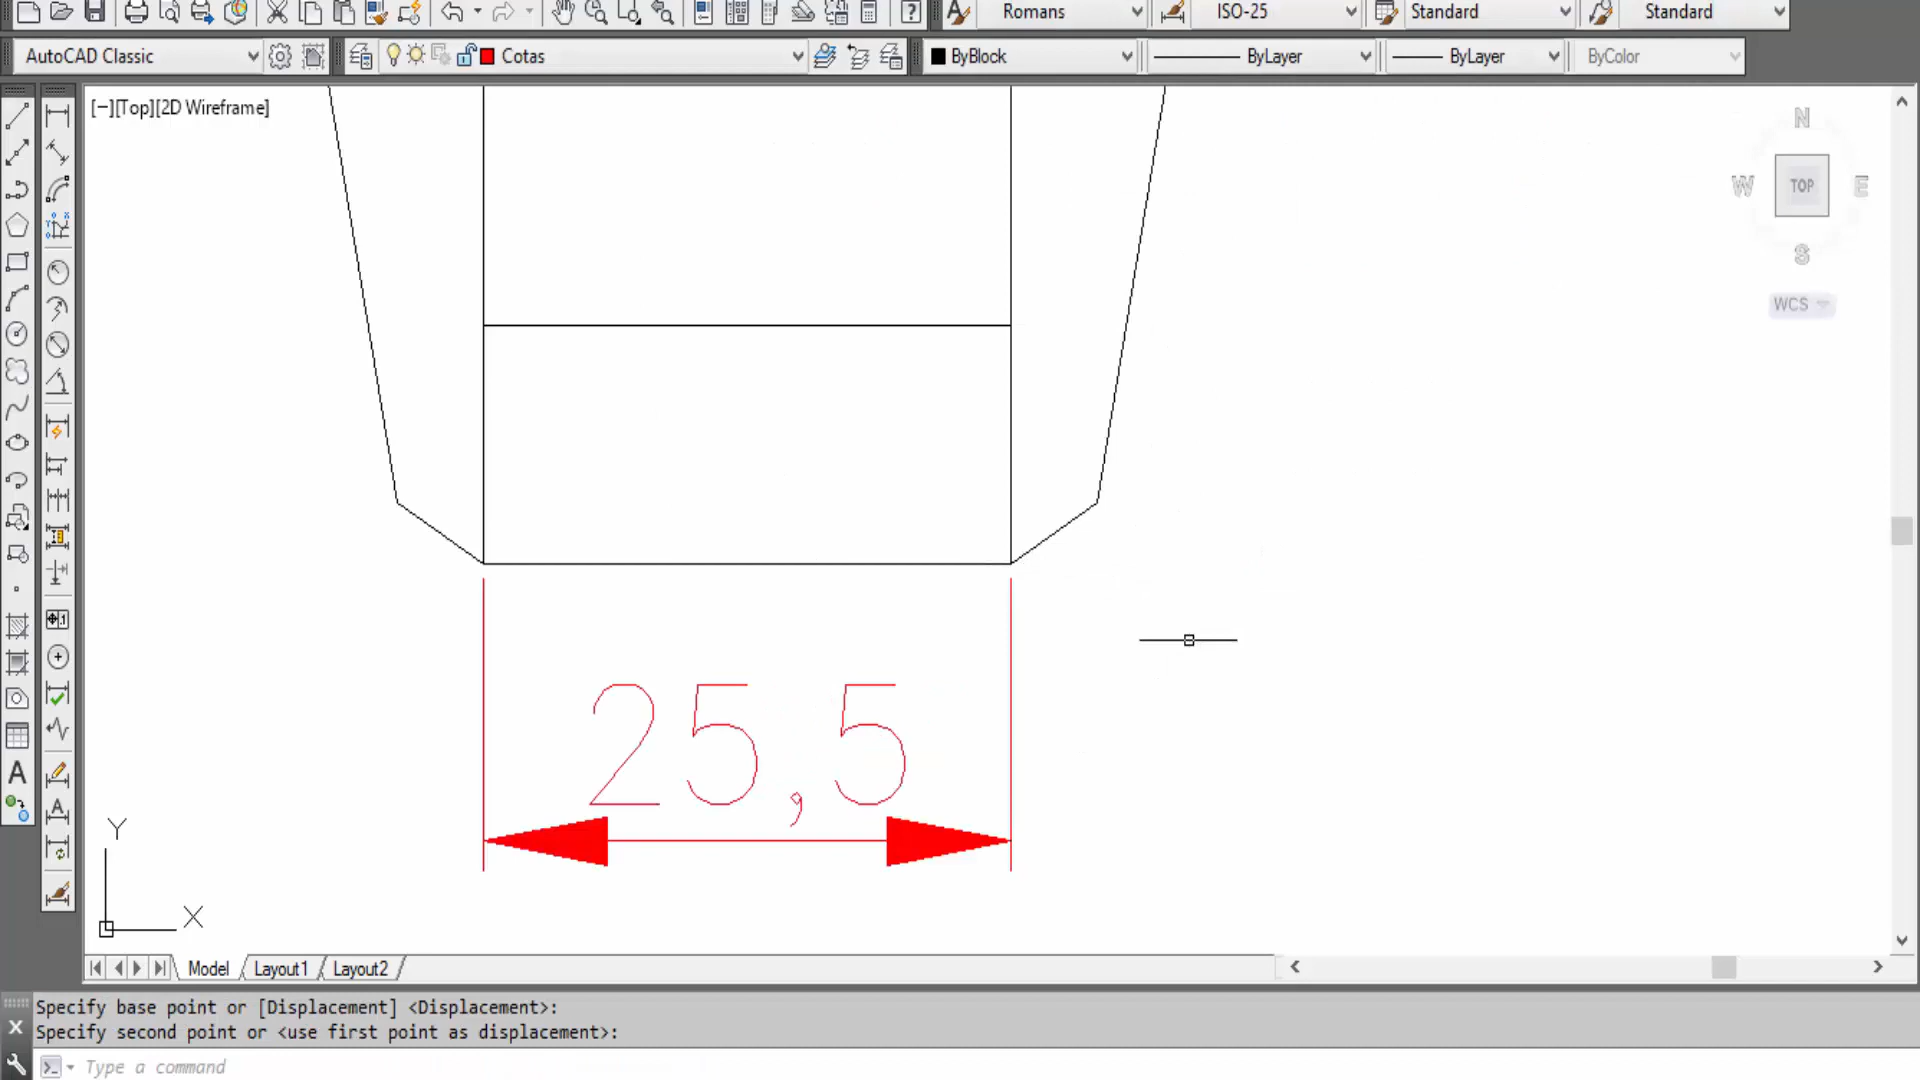 Romans ISO-25 Standard Standard
AutoCAD Classic Cotas ByBlock ByLayer ByLayer ByColor
[−][Top][2D Wireframe]
N
W TOP E
S
WCS
25,5
Y
X
Model Layout1 Layout2
Specify base point or [Displacement] <Displacement>:
Specify second point or <use first point as displacement>:
Type a command